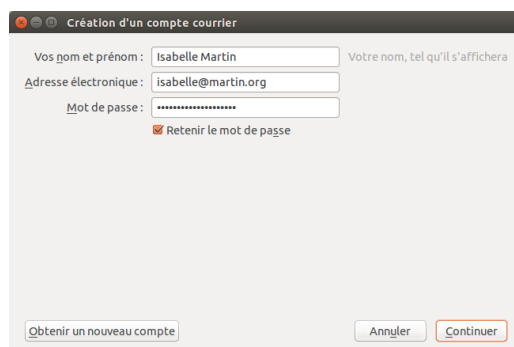 Création d'un compte courrier
Vos nom et prénom : Isabelle Martin Votre nom, tel qu'il s'affichera
Adresse électronique : isabelle@martin.org
Mot de passe : •••••••••••••••••••
Retenir le mot de passe
Obtenir un nouveau compte Annuler Continuer